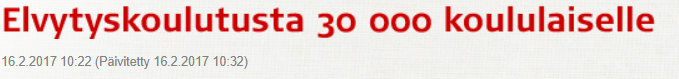 Elvytyskoulutusta 30 000 koululaiselle
16.2.2017 10:22 (Päivitetty 16.2.2017 10:32)